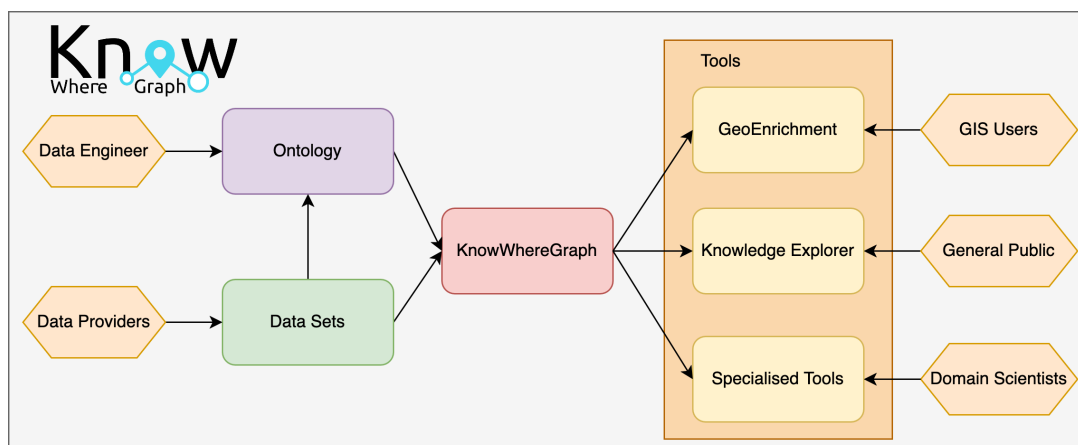 Know
Where Graph
Tools
Data Engineer
Ontology
GeoEnrichment
GIS Users
KnowWhereGraph
Knowledge Explorer
General Public
Data Providers
Data Sets
Specialised Tools
Domain Scientists